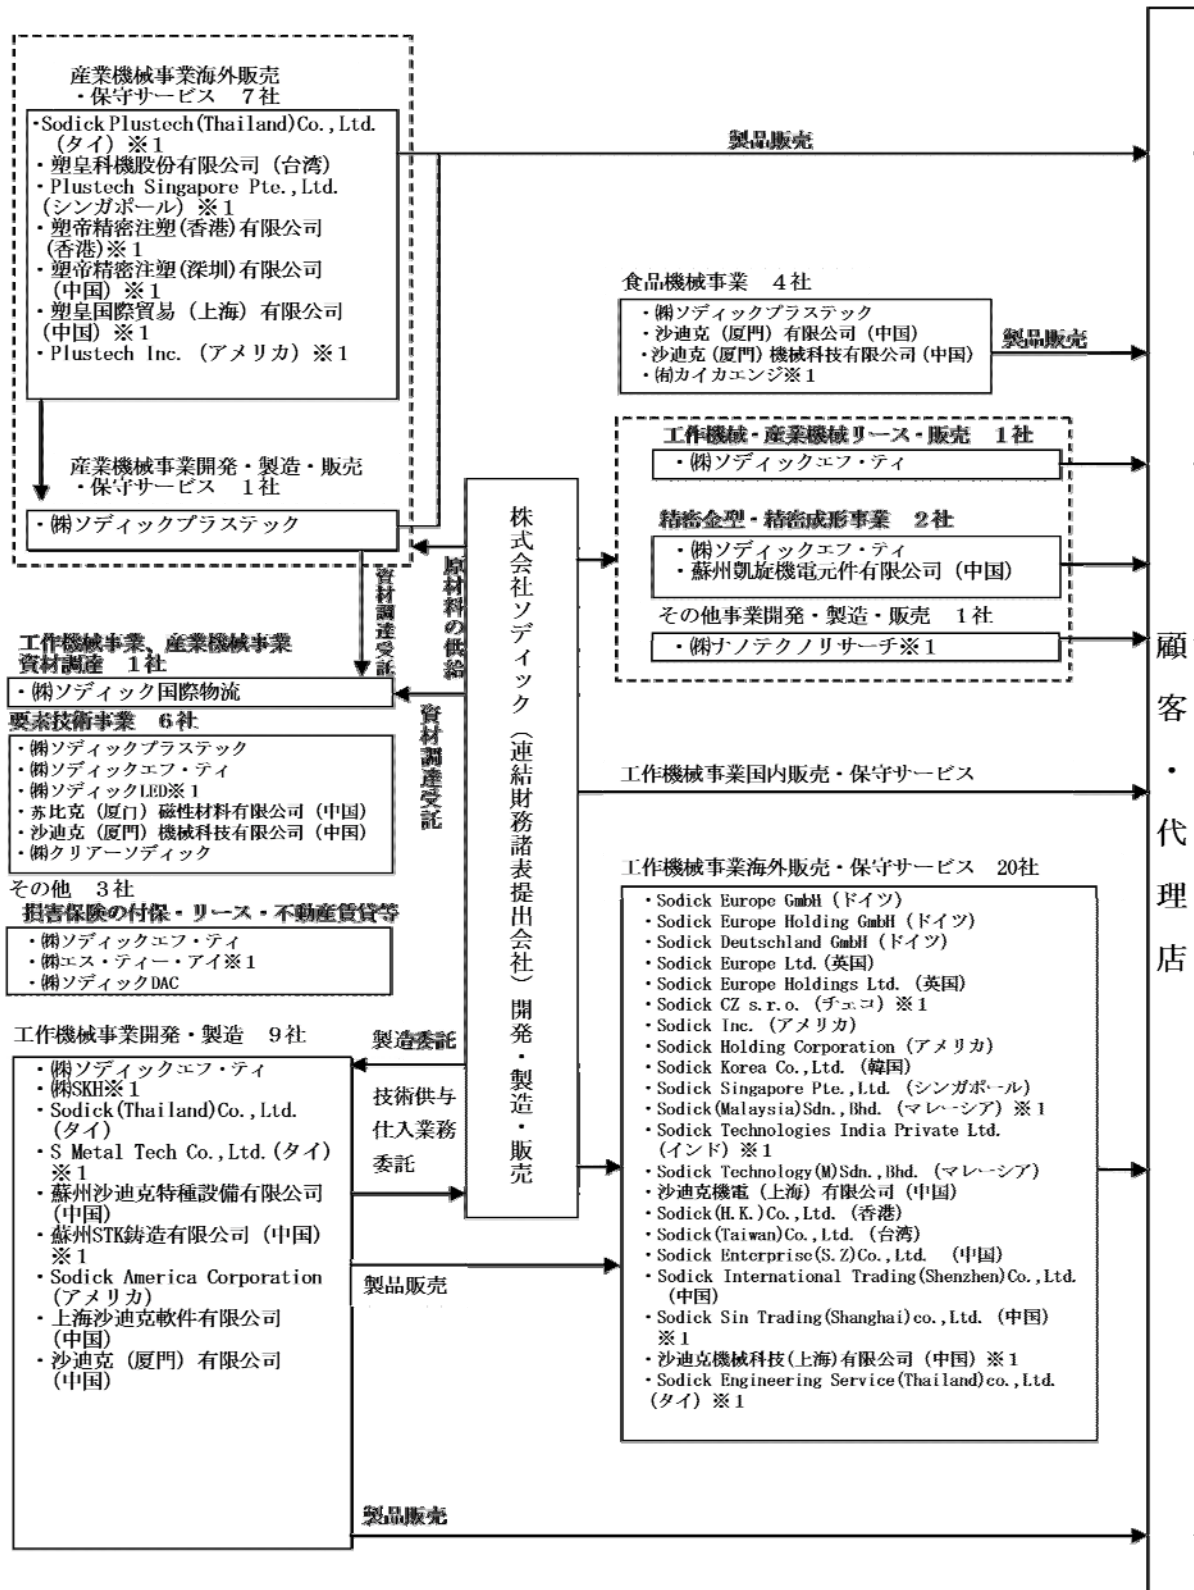 産業機械事業海外販売
・保守サービス 7社
・Sodick Plustech(Thailand)Co.,Ltd.
(タイ) ※1
・塑皇科機股份有限公司 (台湾)
・Plustech Singapore Pte.,Ltd.
(シンガポール) ※1
・塑帝精密注塑(香港)有限公司
(香港)※1
・塑帝精密注塑(深圳)有限公司
(中国) ※1
・塑皇国際貿易 (上海) 有限公司
(中国) ※1
・Plustech Inc. (アメリカ) ※1
産業機械事業開発・製造・販売
・保守サービス 1社
・㈱ソディックプラステック
製品販売
食品機械事業 4社
・㈱ソディックプラステック
・沙迪克 (厦門) 有限公司 (中国)
・沙迪克 (厦門) 機械科技有限公司 (中国)
・㈲カイカエンジ※1
製品販売
工作機械・産業機械リース・販売 1社
・㈱ソディックエフ・ティ
精密金型・精密成形事業 2社
・㈱ソディックエフ・ティ
・蘇州凱旋機電元件有限公司 (中国)
その他事業開発・製造・販売 1社
・㈱ナノテクノリサーチ※1
原材料の供給
資材調達受託
資材調達受託
工作機械事業、産業機械事業
資材調達 1社
・㈱ソディック国際物流
要素技術事業 6社
・㈱ソディックプラステック
・㈱ソディックエフ・ティ
・㈱ソディックLED※1
・苏比克 (厦门) 磁性材料有限公司 (中国)
・沙迪克 (厦門) 機械科技有限公司 (中国)
・㈱クリアーソディック
その他 3社
損害保険の付保・リース・不動産賃貸等
・㈱ソディックエフ・ティ
・㈱エス・ティー・アイ※1
・㈱ソディックDAC
株式会社ソディック (連結財務諸表提出会社) 開発・製造・販売
工作機械事業国内販売・保守サービス
工作機械事業開発・製造 9社
・㈱ソディックエフ・ティ
・㈱SKH※1
・Sodick(Thailand)Co.,Ltd.
(タイ)
・S Metal Tech Co.,Ltd.(タイ)
※1
・蘇州沙迪克特種設備有限公司
(中国)
・蘇州STK鋳造有限公司 (中国)
※1
・Sodick America Corporation
(アメリカ)
・上海沙迪克軟件有限公司
(中国)
・沙迪克 (厦門) 有限公司
(中国)
製造委託
技術供与
仕入業務
委託
製品販売
製品販売
工作機械事業海外販売・保守サービス 20社
・Sodick Europe GmbH (ドイツ)
・Sodick Europe Holding GmbH (ドイツ)
・Sodick Deutschland GmbH (ドイツ)
・Sodick Europe Ltd.(英国)
・Sodick Europe Holdings Ltd. (英国)
・Sodick CZ s.r.o. (チェコ) ※1
・Sodick Inc. (アメリカ)
・Sodick Holding Corporation (アメリカ)
・Sodick Korea Co.,Ltd. (韓国)
・Sodick Singapore Pte.,Ltd. (シンガポール)
・Sodick(Malaysia)Sdn.,Bhd. (マレーシア) ※1
・Sodick Technologies India Private Ltd.
(インド) ※1
・Sodick Technology(M)Sdn.,Bhd. (マレーシア)
・沙迪克機電 (上海) 有限公司 (中国)
・Sodick(H.K.)Co.,Ltd. (香港)
・Sodick(Taiwan)Co.,Ltd. (台湾)
・Sodick Enterprise(S.Z)Co.,Ltd. (中国)
・Sodick International Trading(Shenzhen)Co.,Ltd.
(中国)
・Sodick Sin Trading(Shanghai)co.,Ltd. (中国)
※1
・沙迪克機械科技(上海)有限公司 (中国) ※1
・Sodick Engineering Service(Thailand)co.,Ltd.
(タイ) ※1
顧客・代理店